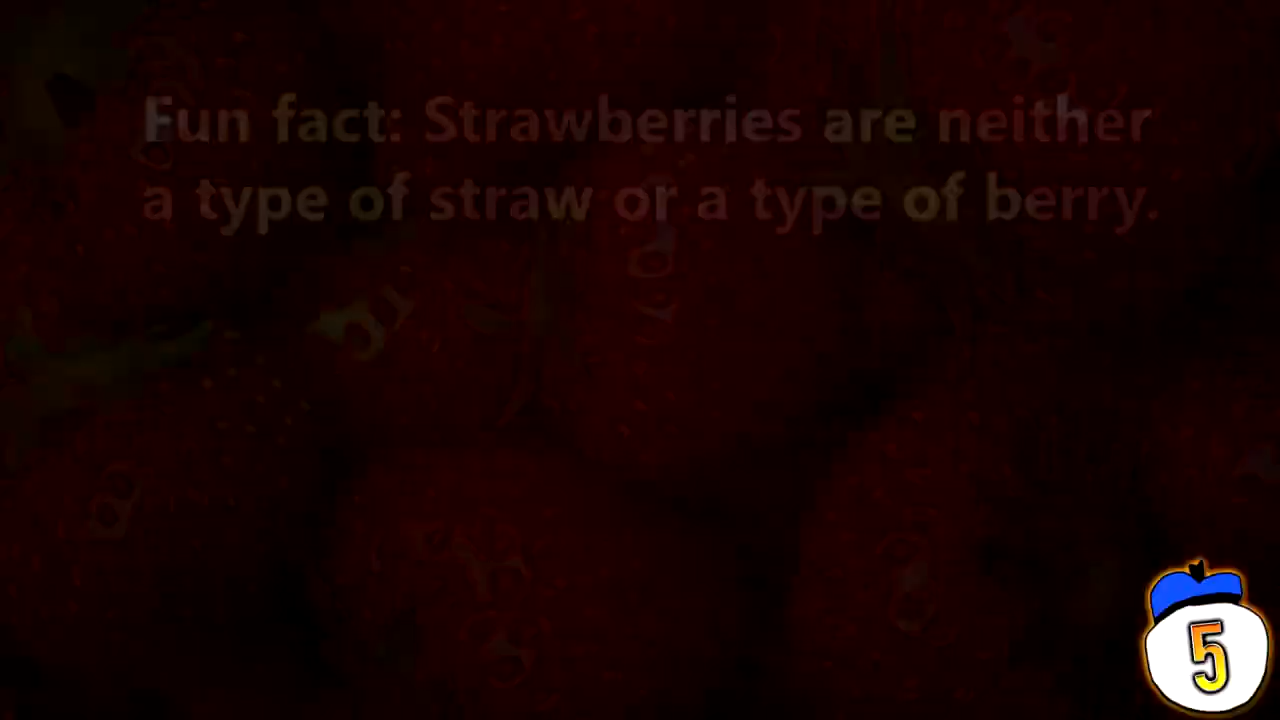 Fun fact: Strawberries are neither
a type of straw or a type of berry.
5